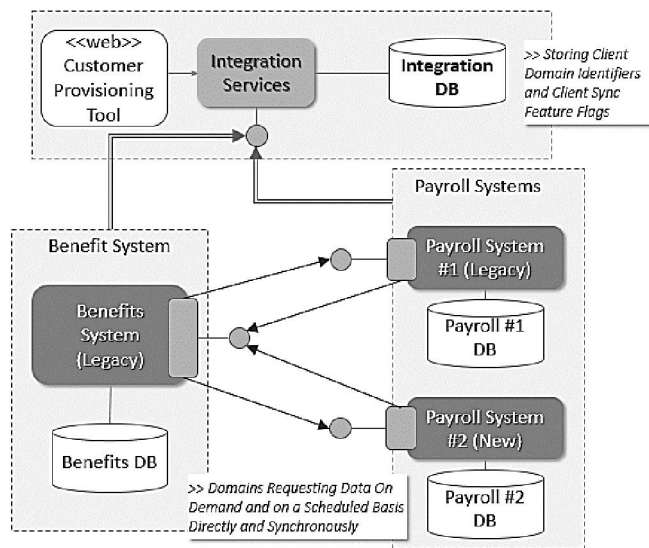 <<web>>
Customer
Provisioning
Tool
Integration
Services
Integration
DB
>> Storing Client
Domain Identifiers
and Client Sync
Feature Flags
Payroll Systems
Benefit System
Payroll System
#1 (Legacy)
Benefits
System
(Legacy)
Payroll #1
DB
Payroll System
#2 (New)
Benefits DB
>> Domains Requesting Data On
Demand and on a Scheduled Basis
Directly and Synchronously
Payroll #2
DB